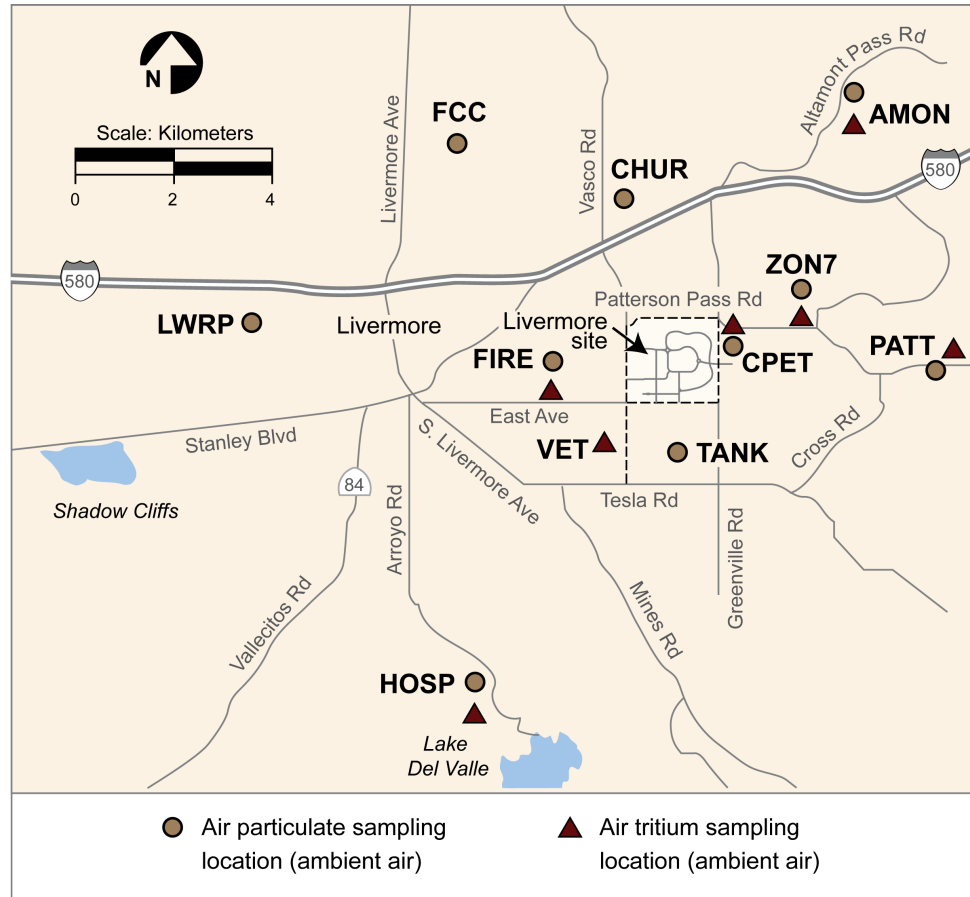 N
Scale: Kilometers
0 2 4
Livermore Ave
FCC
Vasco Rd
CHUR
Altamont Pass Rd
AMON
580
580
ZON7
Patterson Pass Rd
LWRP
Livermore
Livermore
site
FIRE
CPET
PATT
East Ave
Stanley Blvd
S. Livermore Ave
VET
TANK
Cross Rd
Shadow Cliffs
84
Tesla Rd
Arroyo Rd
Greenville Rd
Vallecitos Rd
Mines Rd
HOSP
Lake
Del Valle
Air particulate sampling
location (ambient air)
Air tritium sampling
location (ambient air)